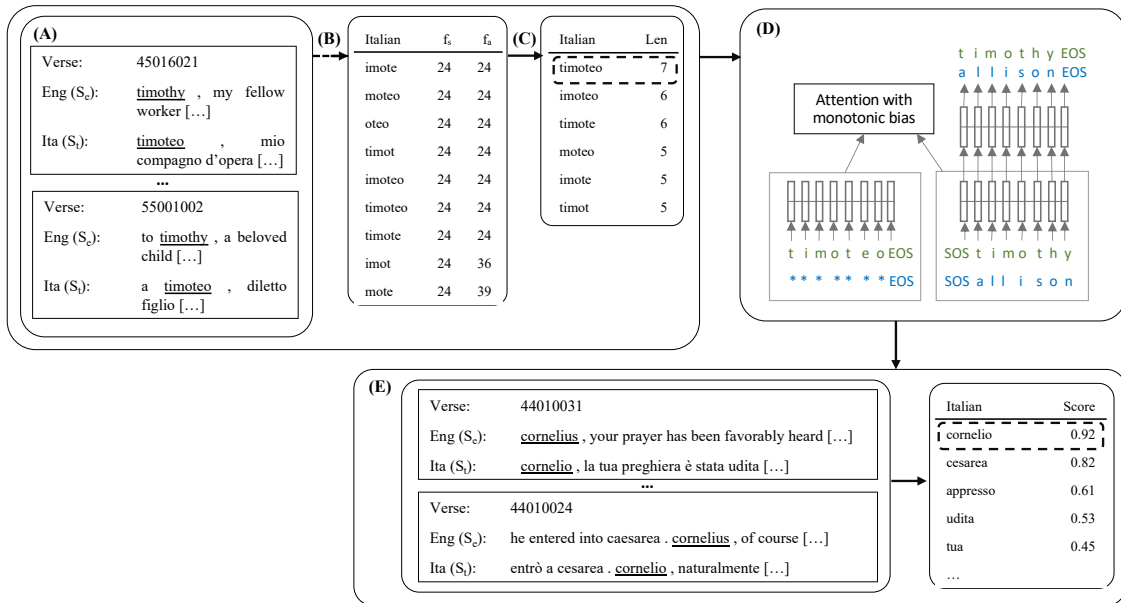 (A)
Verse: 45016021
Eng (Se): timothy , my fellow
worker […]
Ita (St): timoteo , mio
compagno d'opera […]
...
Verse: 55001002
Eng (Se): to timothy , a beloved
child […]
Ita (St): a timoteo , diletto
figlio […]
(B)
Italian fs fa
imote 24 24
moteo 24 24
oteo 24 24
timot 24 24
imoteo 24 24
timoteo 24 24
timote 24 24
imot 24 36
mote 24 39
(C)
Italian Len
timoteo 7
imoteo 6
timote 6
moteo 5
imote 5
timot 5
(D)
t i m o t h y EOS
a l l i s o n EOS
Attention with
monotonic bias
t i m o t e o EOS
* * * * * * * EOS
SOS t i m o t h y
SOS a l l i s o n
(E)
Verse: 44010031
Eng (Se): cornelius , your prayer has been favorably heard […]
Ita (St): cornelio , la tua preghiera è stata udita […]
...
Verse: 44010024
Eng (Se): he entered into caesarea . cornelius , of course […]
Ita (St): entrò a cesarea . cornelio , naturalmente […]
Italian Score
cornelio 0.92
cesarea 0.82
appresso 0.61
udita 0.53
tua 0.45
…